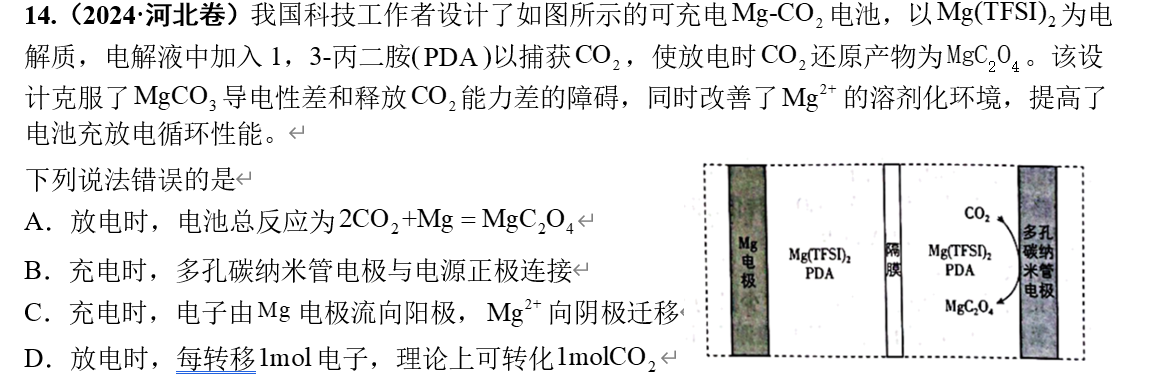 14.（2024·河北卷）我国科技工作者设计了如图所示的可充电Mg-CO₂电池，以Mg(TFSI)₂为电
解质，电解液中加入1，3-丙二胺(PDA)以捕获CO₂，使放电时CO₂还原产物为MgC₂O₄。该设
计克服了MgCO₃导电性差和释放CO₂能力差的障碍，同时改善了Mg²⁺的溶剂化环境，提高了
电池充放电循环性能。↵
下列说法错误的是↵
A．放电时，电池总反应为2CO₂+Mg = MgC₂O₄↵
B．充电时，多孔碳纳米管电极与电源正极连接↵
C．充电时，电子由Mg电极流向阳极，Mg²⁺向阴极迁移
D．放电时，每转移1mol电子，理论上可转化1molCO₂↵
Mg电极
Mg(TFSI)₂
PDA
隔膜
Mg(TFSI)₂
PDA
CO₂
MgC₂O₄
多孔
碳纳
米管
电极